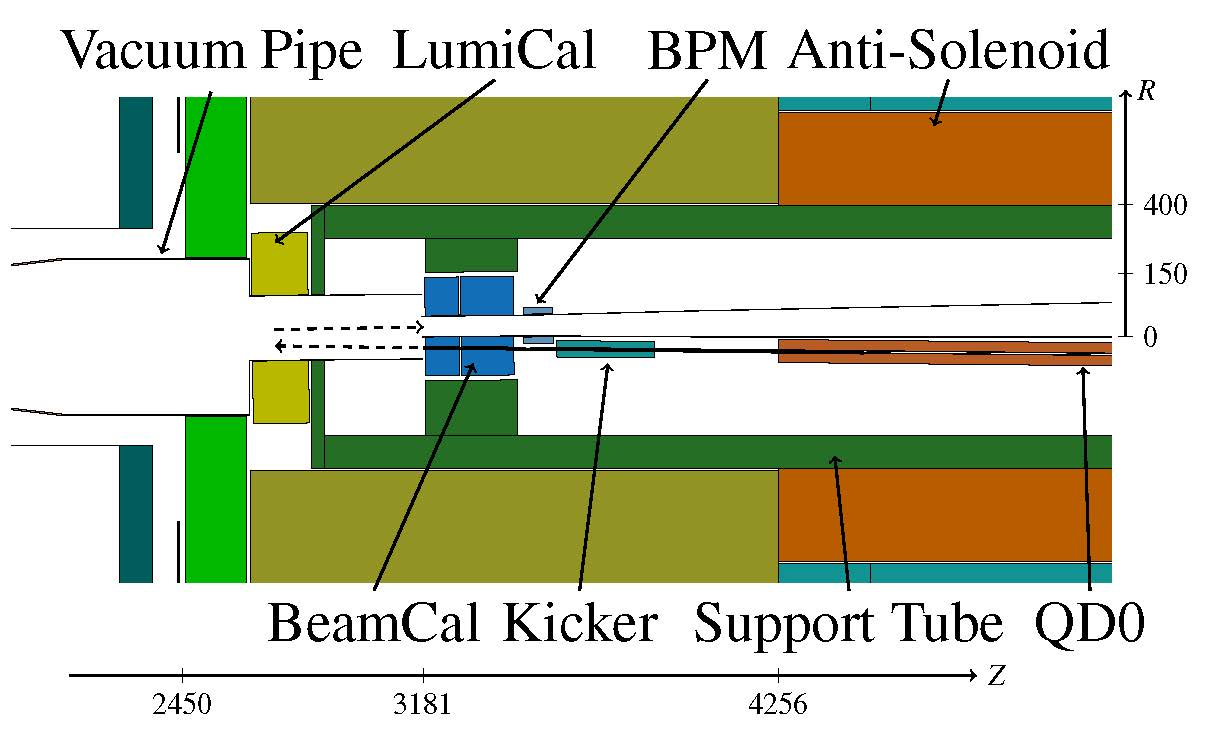 Vacuum Pipe LumiCal BPM Anti-Solenoid
R
400
150
0
BeamCal Kicker Support Tube QD0
Z
2450 3181 4256